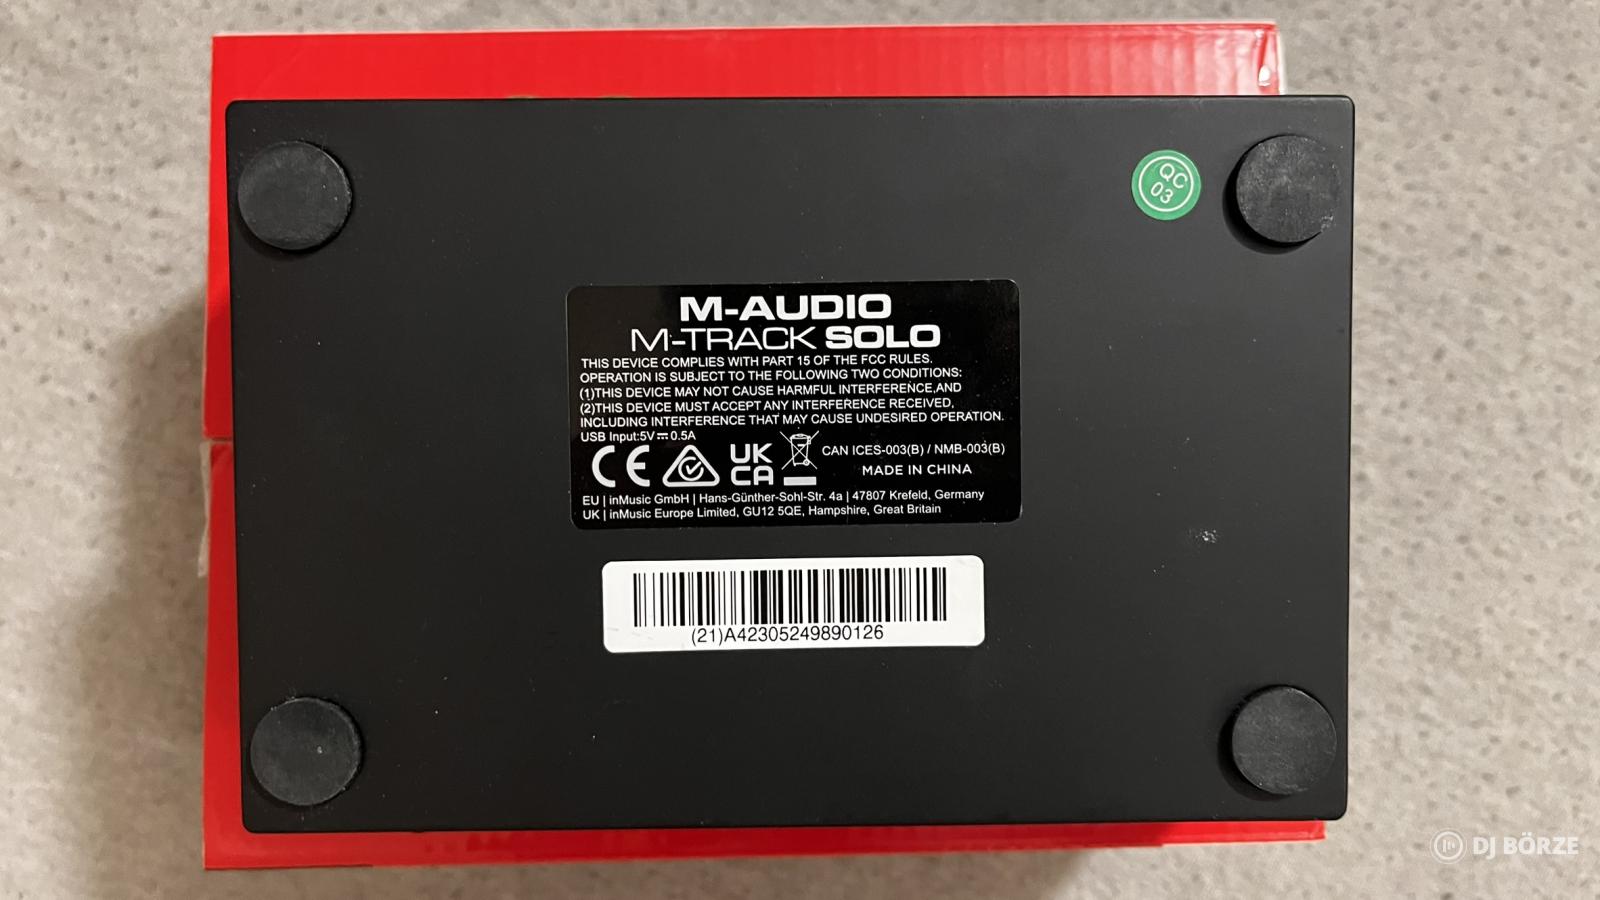 QC
03
M-AUDIO
M-TRACK SOLO
THIS DEVICE COMPLIES WITH PART 15 OF THE FCC RULES.
OPERATION IS SUBJECT TO THE FOLLOWING TWO CONDITIONS:
(1)THIS DEVICE MAY NOT CAUSE HARMFUL INTERFERENCE,AND
(2)THIS DEVICE MUST ACCEPT ANY INTERFERENCE RECEIVED,
INCLUDING INTERFERENCE THAT MAY CAUSE UNDESIRED OPERATION.
USB Input:5V⎓0.5A
CE UK CA CAN ICES-003(B) / NMB-003(B)
MADE IN CHINA
EU | inMusic GmbH | Hans-Günther-Sohl-Str. 4a | 47807 Krefeld, Germany
UK | inMusic Europe Limited, GU12 5QE, Hampshire, Great Britain
(21)A42305249890126
DJ BÖRZE